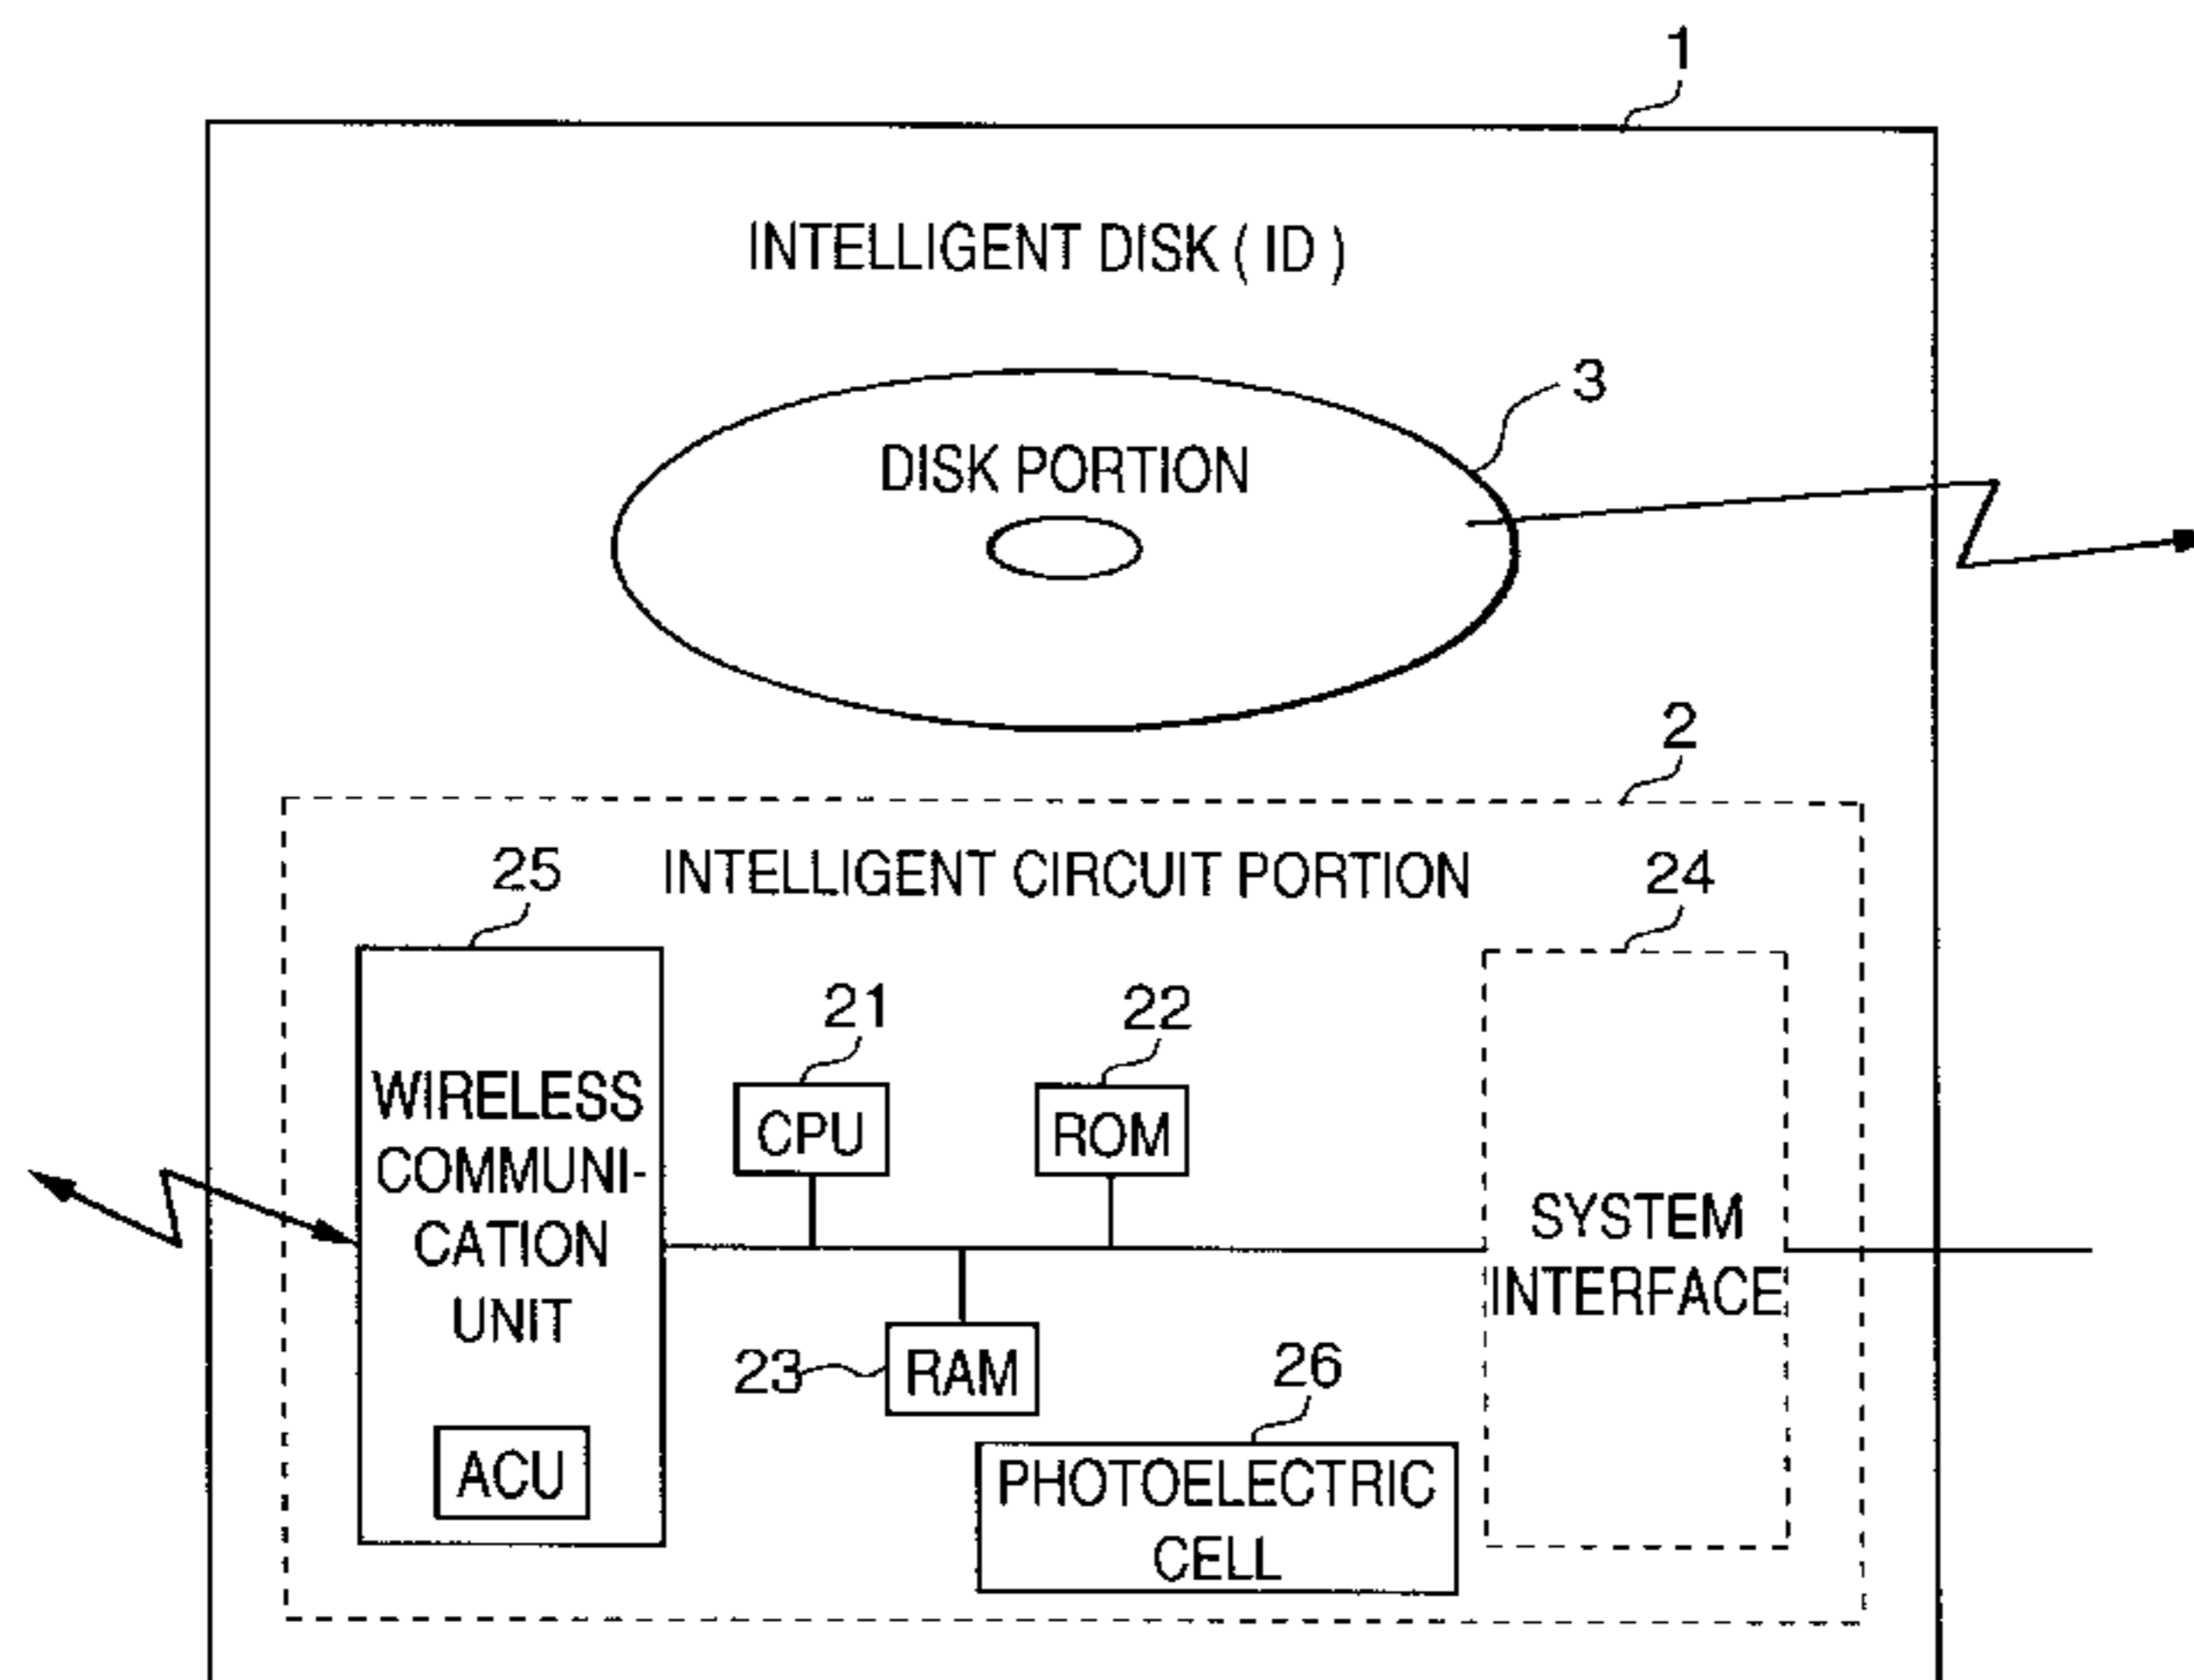 1
INTELLIGENT DISK ( ID )
3
DISK PORTION
2
INTELLIGENT CIRCUIT PORTION
25
24
21
22
WIRELESS
COMMUNI-
CATION
UNIT
CPU
ROM
SYSTEM
INTERFACE
23
RAM
26
ACU
PHOTOELECTRIC
CELL